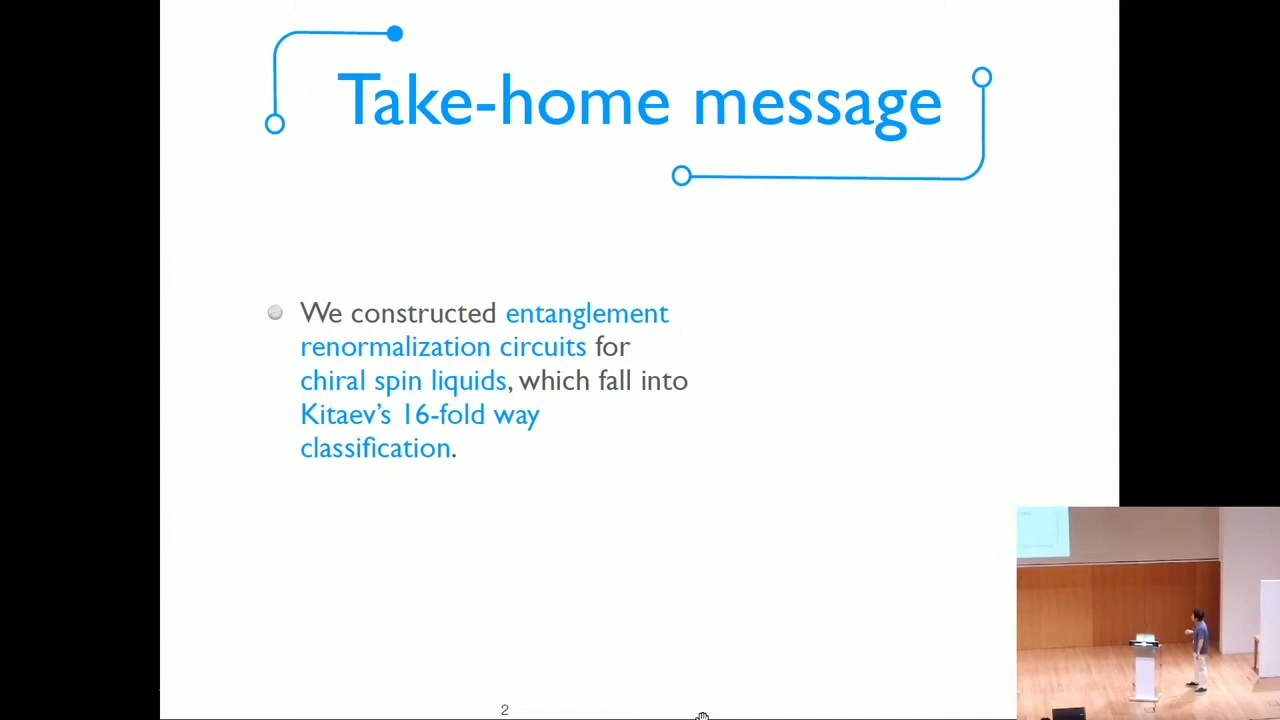 Take-home message
We constructed entanglement
renormalization circuits for
chiral spin liquids, which fall into
Kitaev’s 16-fold way
classification.
2